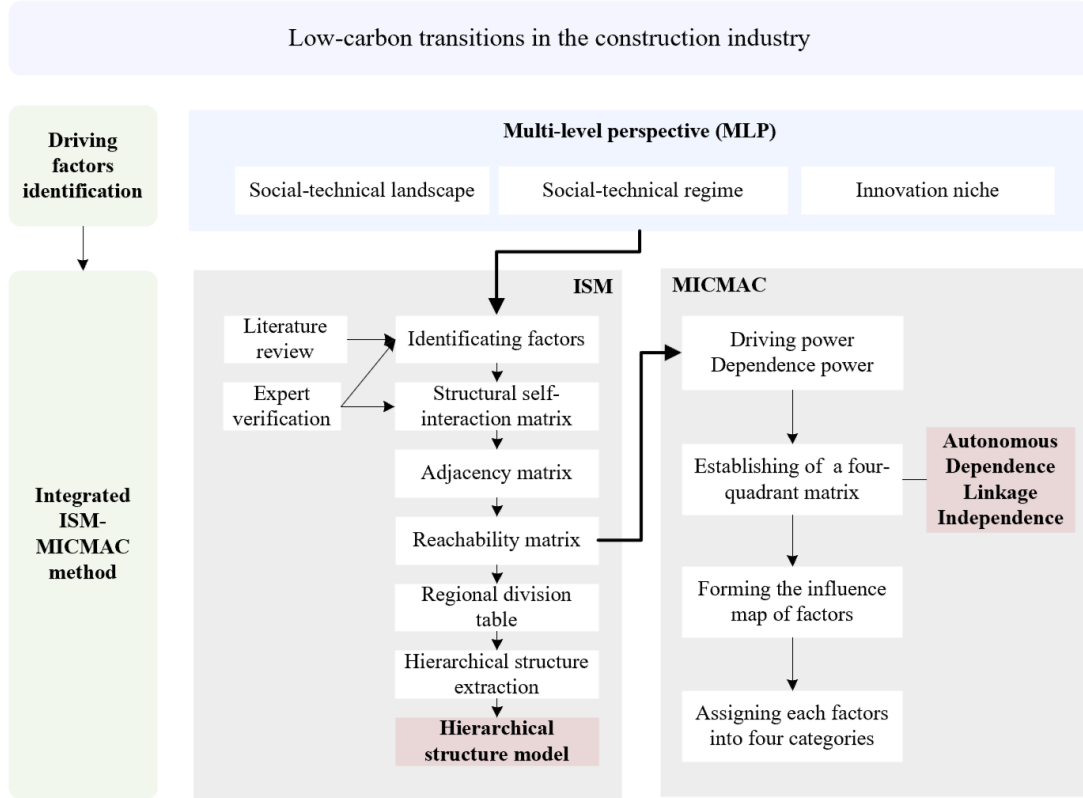 Low-carbon transitions in the construction industry
Driving
factors
identification
Multi-level perspective (MLP)
Social-technical landscape
Social-technical regime
Innovation niche
Integrated
ISM-
MICMAC
method
ISM
Literature
review
Expert
verification
Identificating factors
Structural self-
interaction matrix
Adjacency matrix
Reachability matrix
Regional division
table
Hierarchical structure
extraction
Hierarchical
structure model
MICMAC
Driving power
Dependence power
Establishing of a four-
quadrant matrix
Autonomous
Dependence
Linkage
Independence
Forming the influence
map of factors
Assigning each factors
into four categories